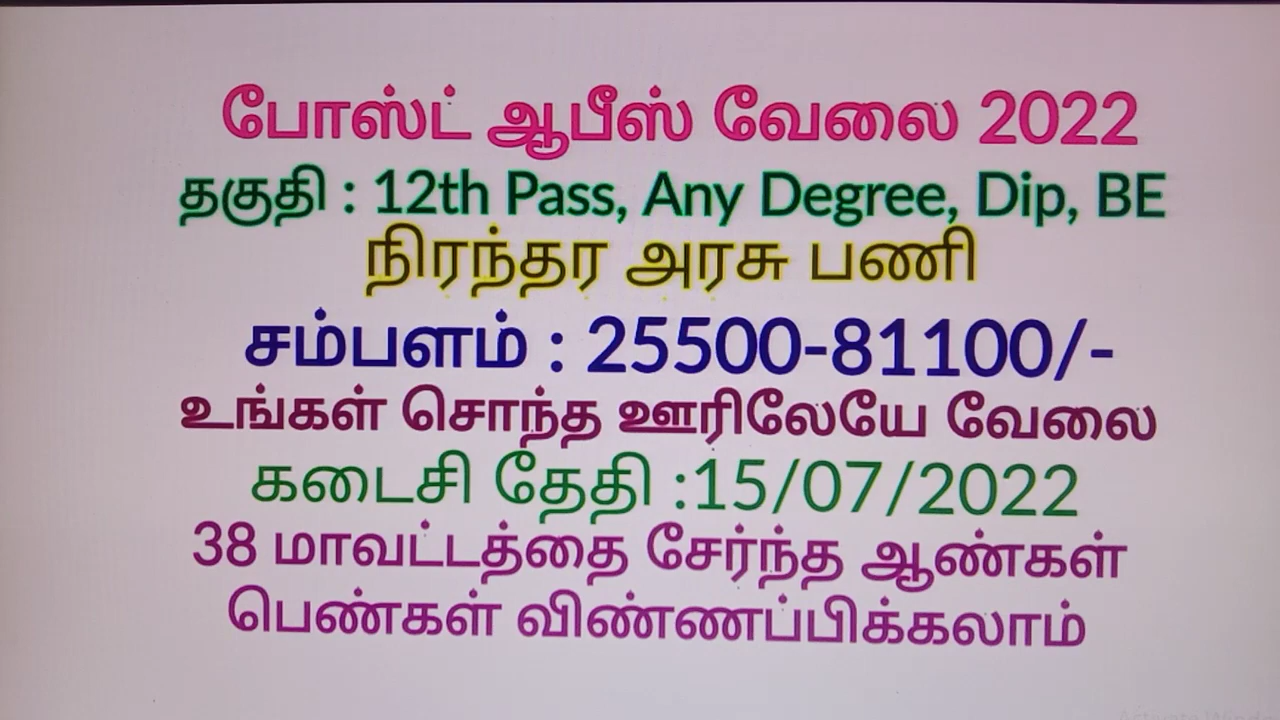 போஸ்ட் ஆபீஸ் வேலை 2022
தகுதி : 12th Pass, Any Degree, Dip, BE
நிரந்தர அரசு பணி
சம்பளம் : 25500-81100/-
உங்கள் சொந்த ஊரிலேயே வேலை
கடைசி தேதி :15/07/2022
38 மாவட்டத்தை சேர்ந்த ஆண்கள்
பெண்கள் விண்ணப்பிக்கலாம்